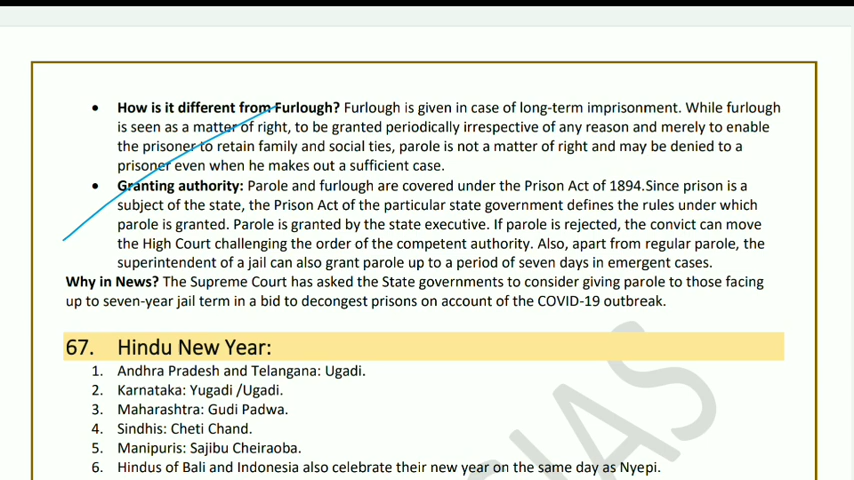 • How is it different from Furlough? Furlough is given in case of long-term imprisonment. While furlough
is seen as a matter of right, to be granted periodically irrespective of any reason and merely to enable
the prisoner to retain family and social ties, parole is not a matter of right and may be denied to a
prisoner even when he makes out a sufficient case.
• Granting authority: Parole and furlough are covered under the Prison Act of 1894.Since prison is a
subject of the state, the Prison Act of the particular state government defines the rules under which
parole is granted. Parole is granted by the state executive. If parole is rejected, the convict can move
the High Court challenging the order of the competent authority. Also, apart from regular parole, the
superintendent of a jail can also grant parole up to a period of seven days in emergent cases.
Why in News? The Supreme Court has asked the State governments to consider giving parole to those facing
up to seven-year jail term in a bid to decongest prisons on account of the COVID-19 outbreak.
67. Hindu New Year:
1. Andhra Pradesh and Telangana: Ugadi.
2. Karnataka: Yugadi /Ugadi.
3. Maharashtra: Gudi Padwa.
4. Sindhis: Cheti Chand.
5. Manipuris: Sajibu Cheiraoba.
6. Hindus of Bali and Indonesia also celebrate their new year on the same day as Nyepi.